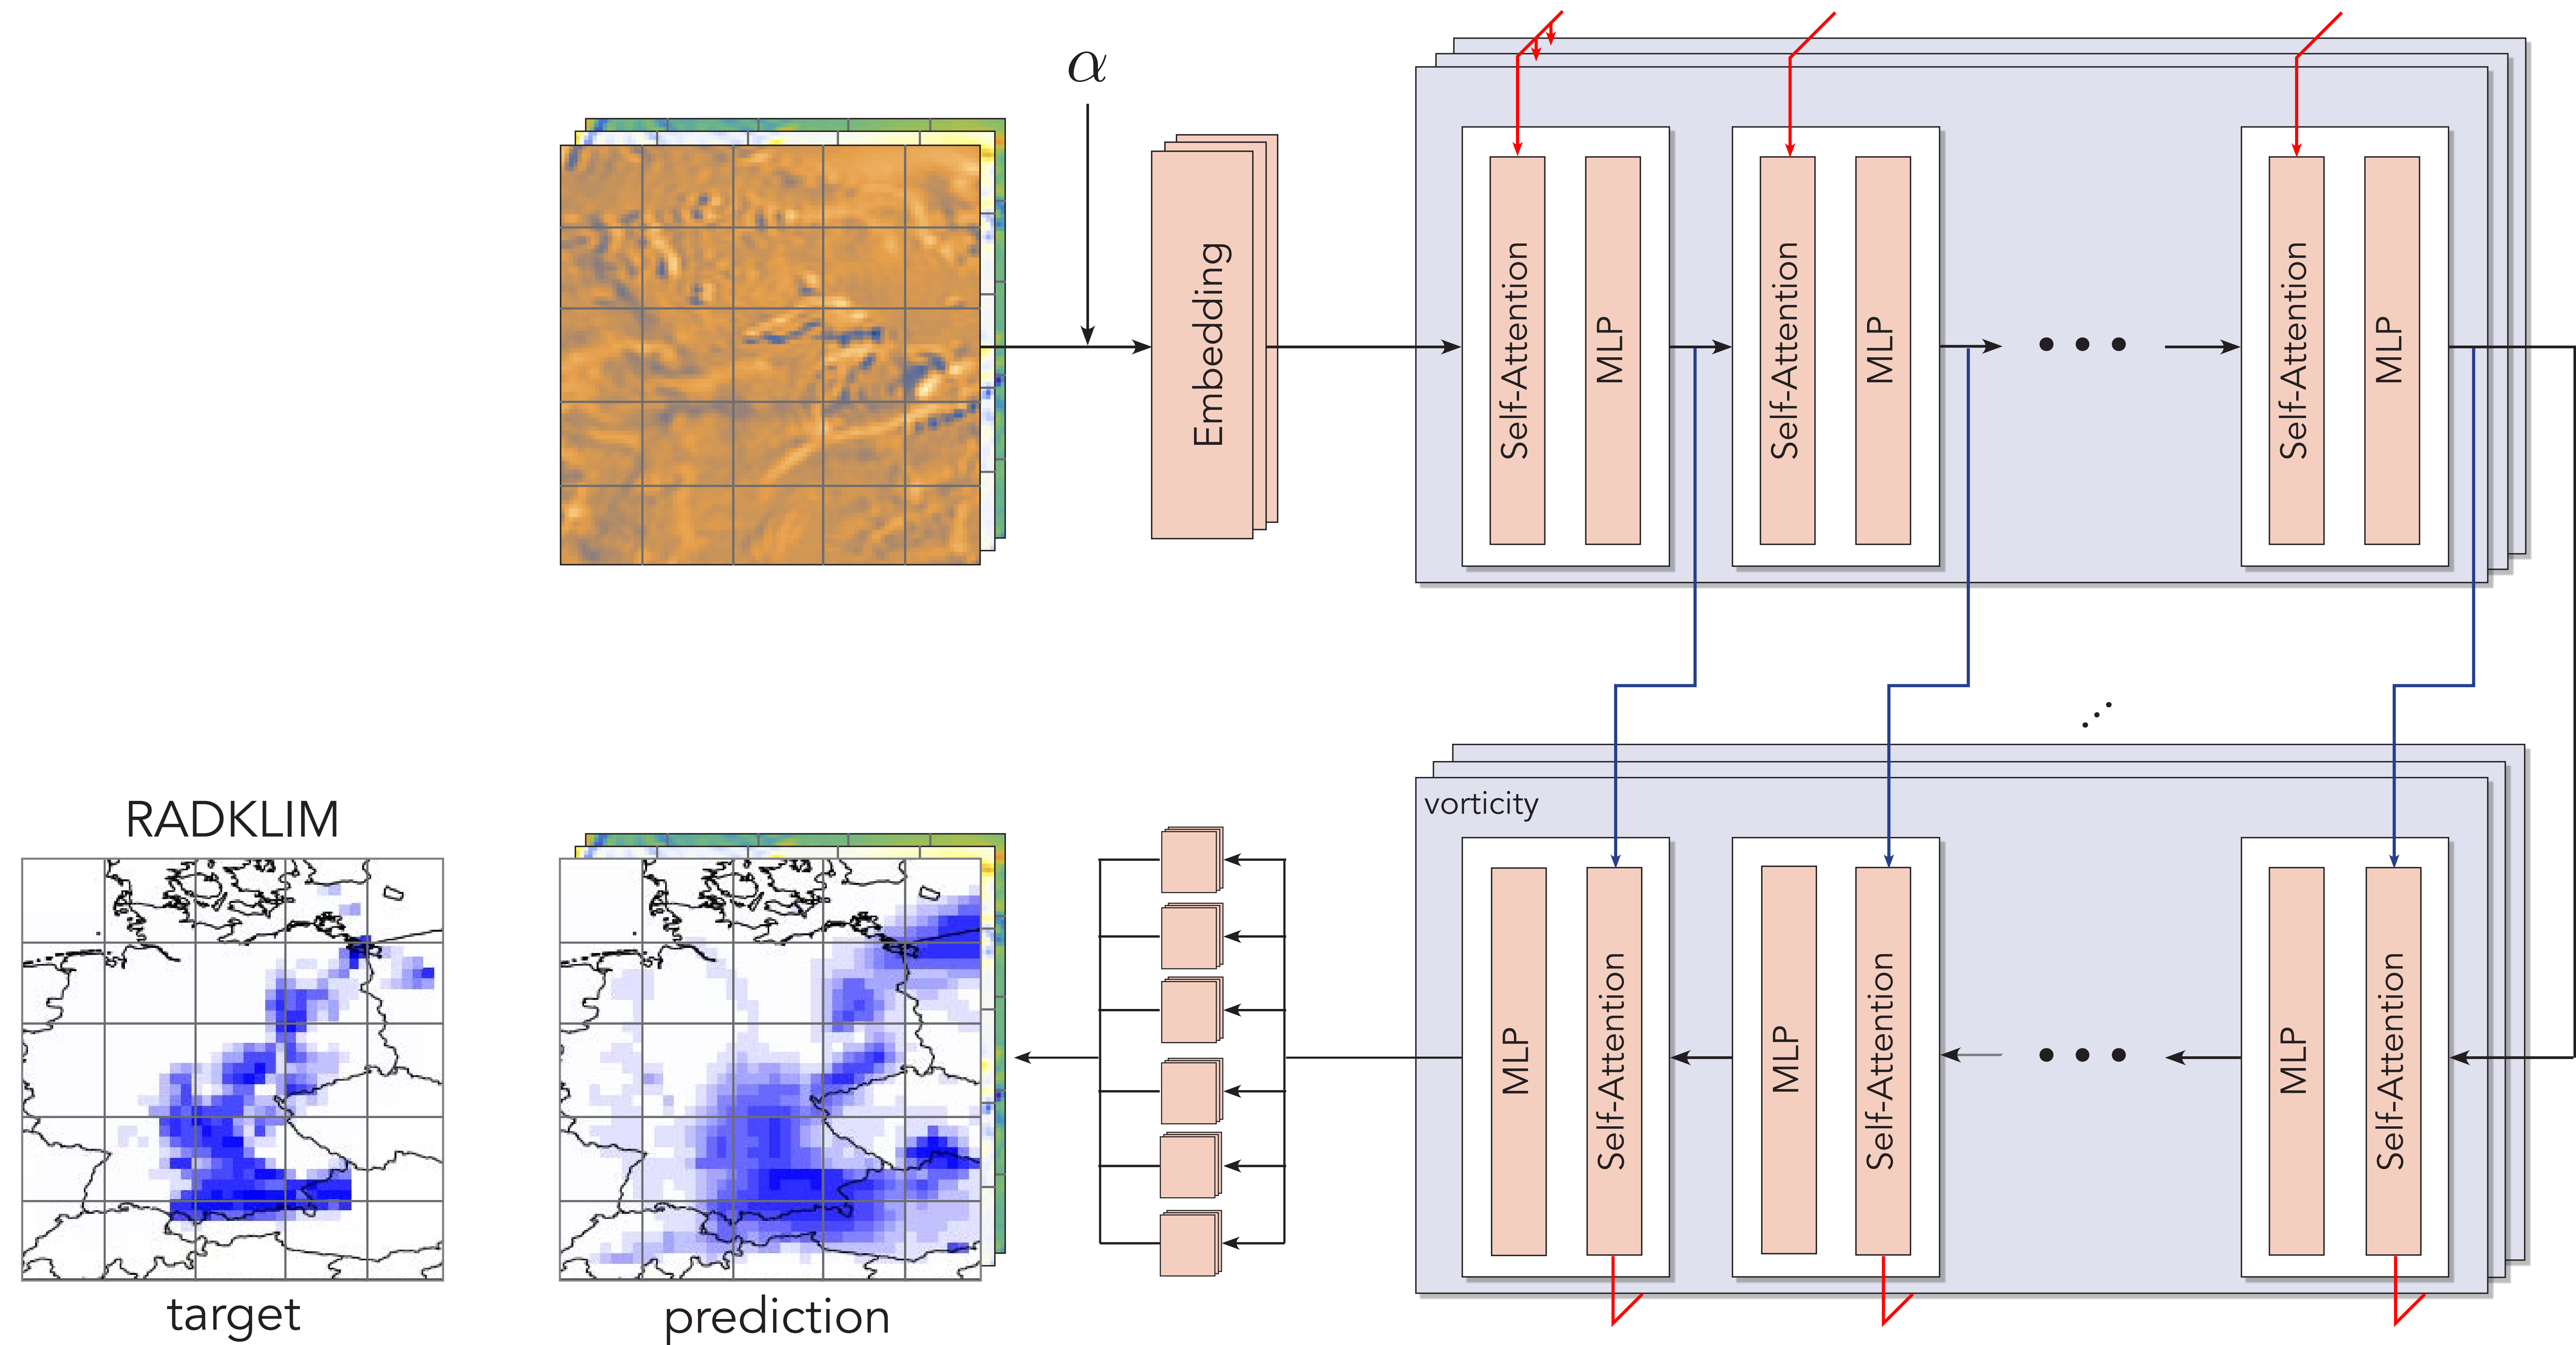 α
Embedding
Self-Attention
MLP
Self-Attention
MLP
Self-Attention
MLP
RADKLIM
target
prediction
vorticity
MLP
Self-Attention
MLP
Self-Attention
MLP
Self-Attention